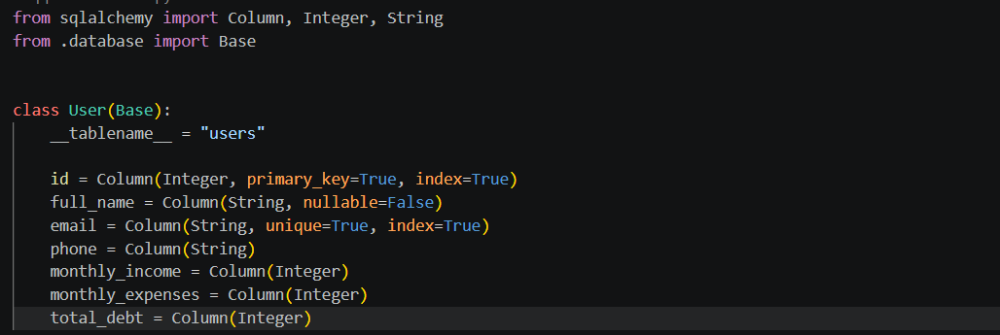 from sqlalchemy import Column, Integer, String
from .database import Base
class User(Base):
    __tablename__ = "users"
    id = Column(Integer, primary_key=True, index=True)
    full_name = Column(String, nullable=False)
    email = Column(String, unique=True, index=True)
    phone = Column(String)
    monthly_income = Column(Integer)
    monthly_expenses = Column(Integer)
    total_debt = Column(Integer)